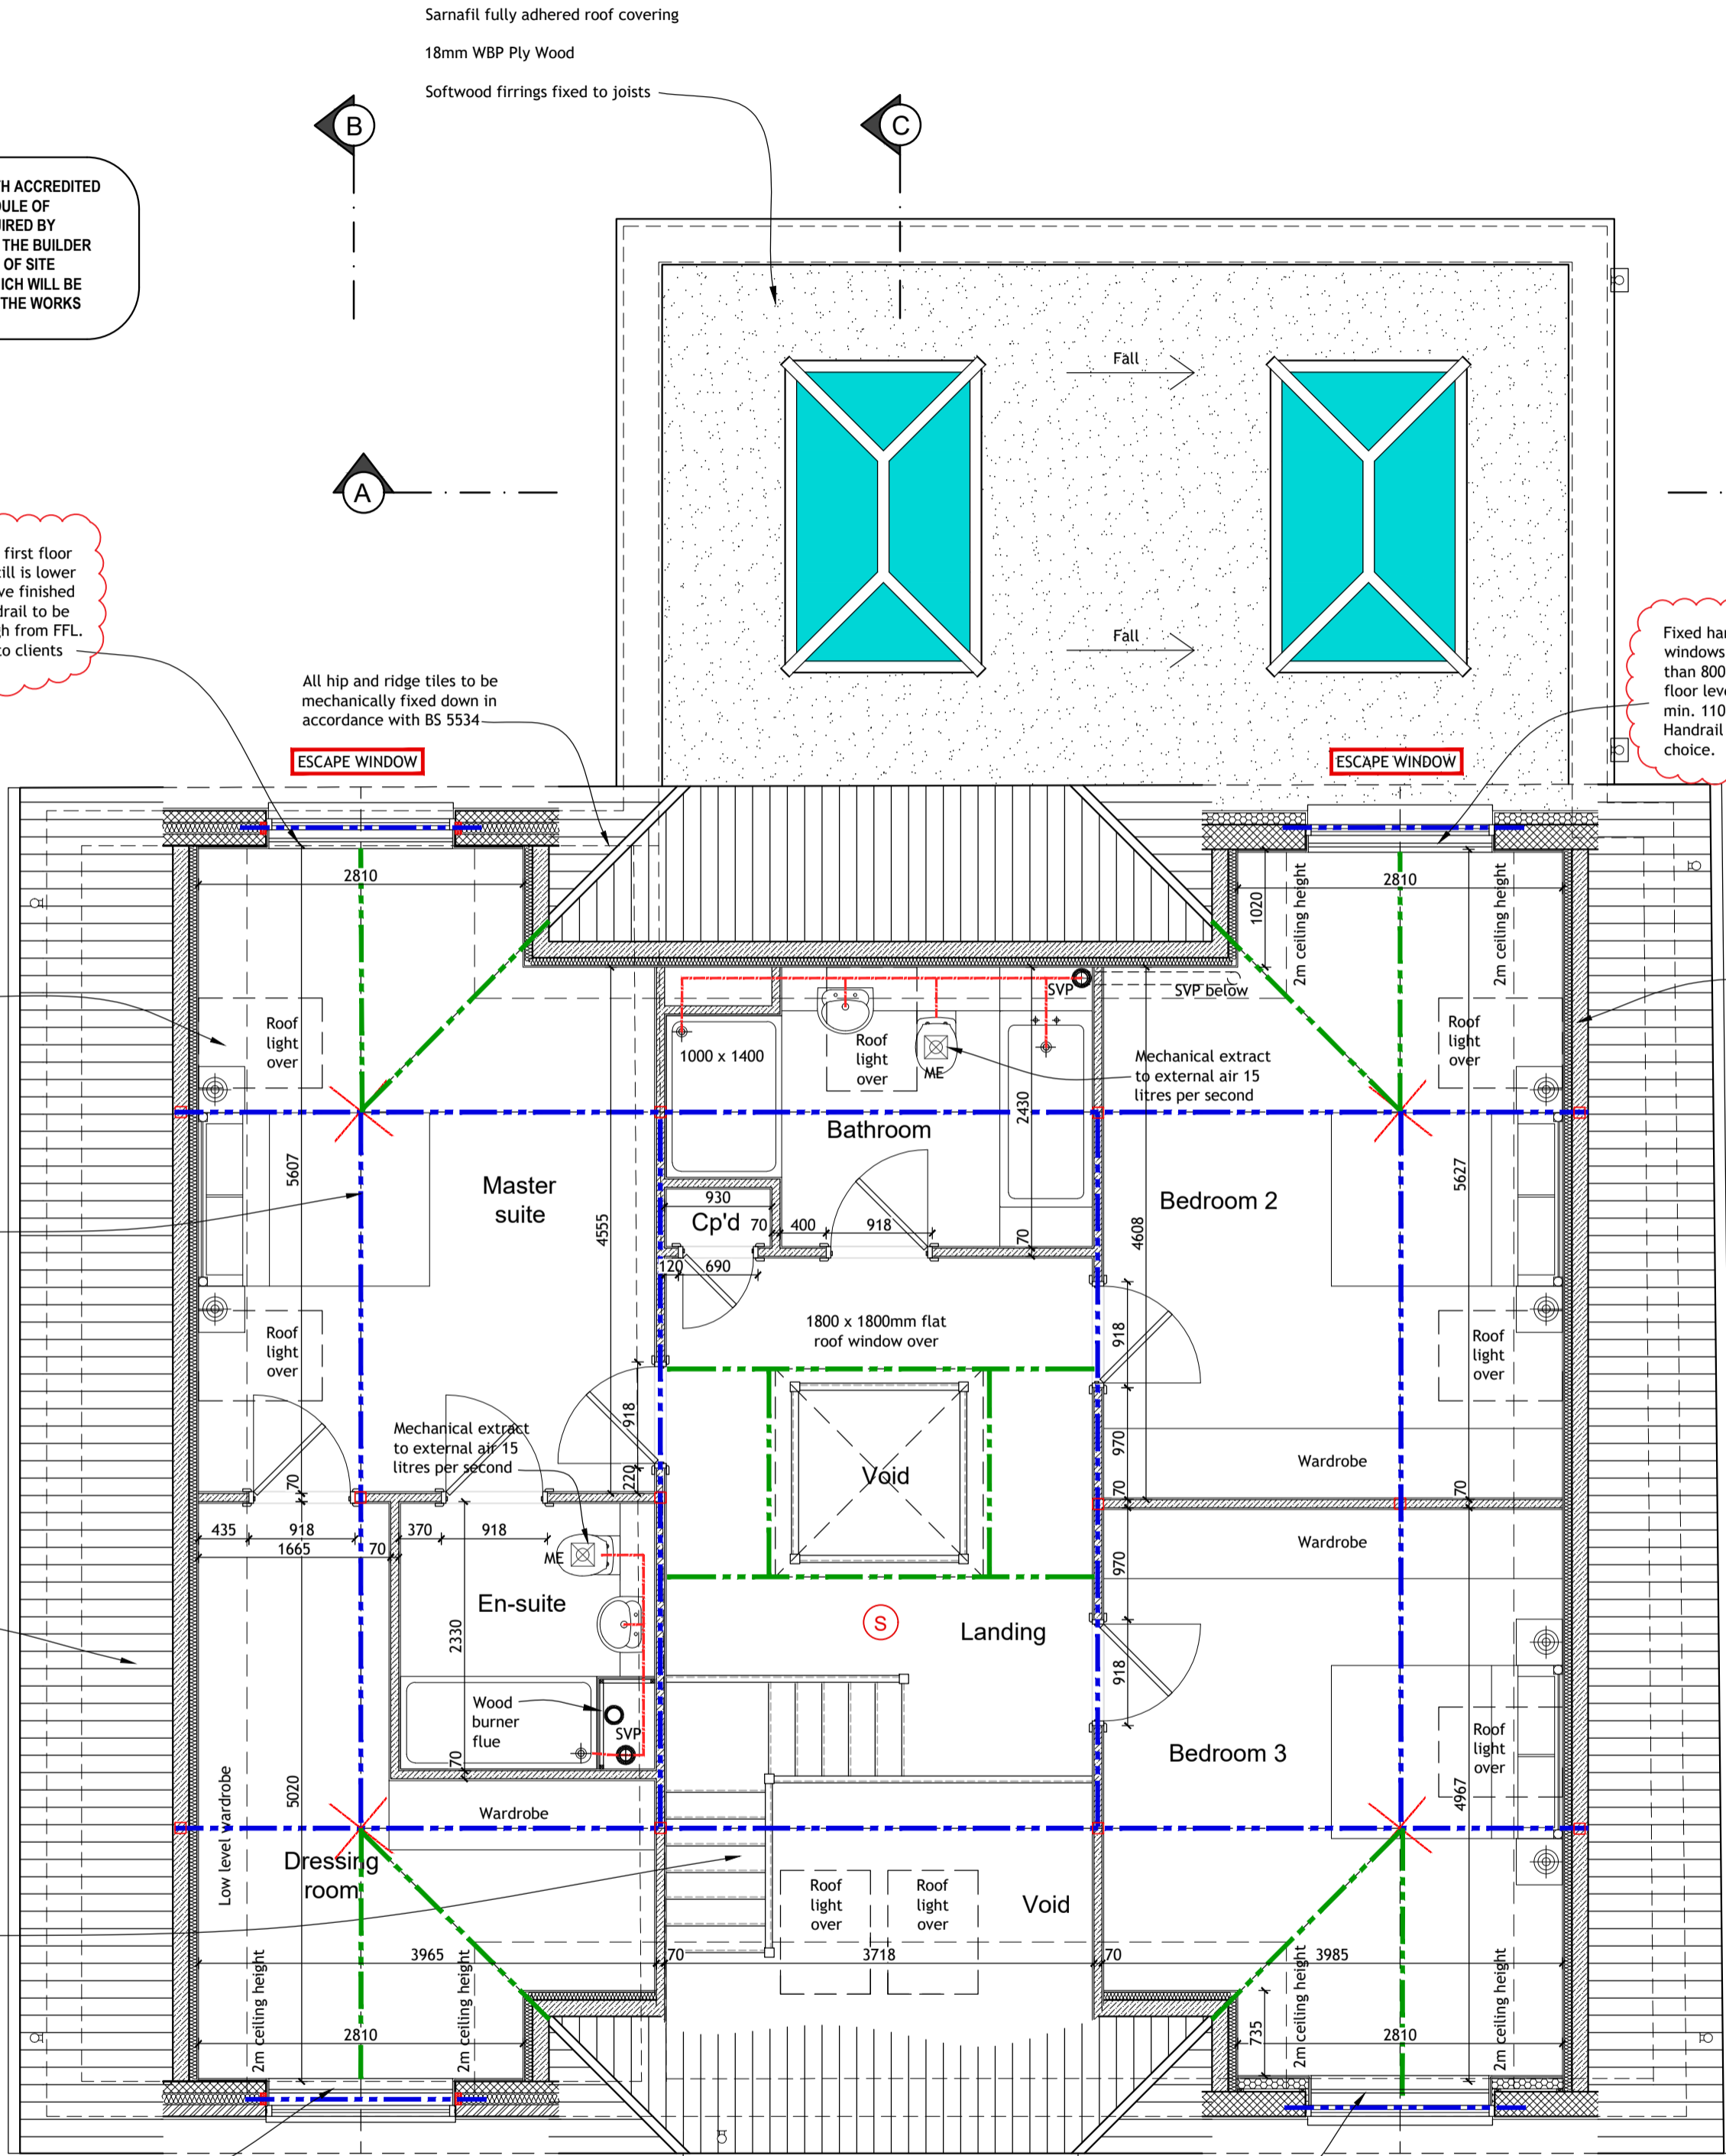 Sarnafil fully adhered roof covering
18mm WBP Ply Wood
Softwood firrings fixed to joists
B
C
ACCREDITED
OF
BY
THE BUILDER
OF SITE
WILL BE
THE WORKS
A
Fall
Fall
first floor
is lower
finished
to be
from FFL.
to clients
All hip and ridge tiles to be
mechanically fixed down in
accordance with BS 5534
ESCAPE WINDOW
ESCAPE WINDOW
Fixed
windows
than 800
floor
min.
Handrail
choice.
2810
2810
1020
2m ceiling height
2m ceiling height
SVP
SVP below
Roof
light
over
1000 x 1400
Roof
light
over
ME
Mechanical extract
to external air 15
litres per second
Roof
light
over
2430
Bathroom
5607
Master
suite
4555
930
Cp'd
70
400
918
70
4608
Bedroom 2
5627
120
690
1800 x 1800mm flat
roof window over
918
Roof
light
over
Roof
light
over
918
220
Mechanical extract
to external air 15
litres per second
Void
970
70
Wardrobe
70
70
435
918
370
918
1665
70
ME
Wardrobe
970
En-suite
2330
S
Landing
918
Wood
burner
flue
SVP
70
Bedroom 3
Roof
light
over
4967
Low level wardrobe
5020
Wardrobe
Dressing
room
Roof
light
over
Roof
light
over
Void
3965
70
3718
70
3985
2m ceiling height
2m ceiling height
2810
735
2m ceiling height
2m ceiling height
2810